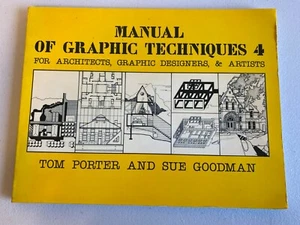 MANUAL
OF GRAPHIC TECHNIQUES 4
FOR ARCHITECTS, GRAPHIC DESIGNERS, & ARTISTS
TOM PORTER AND SUE GOODMAN